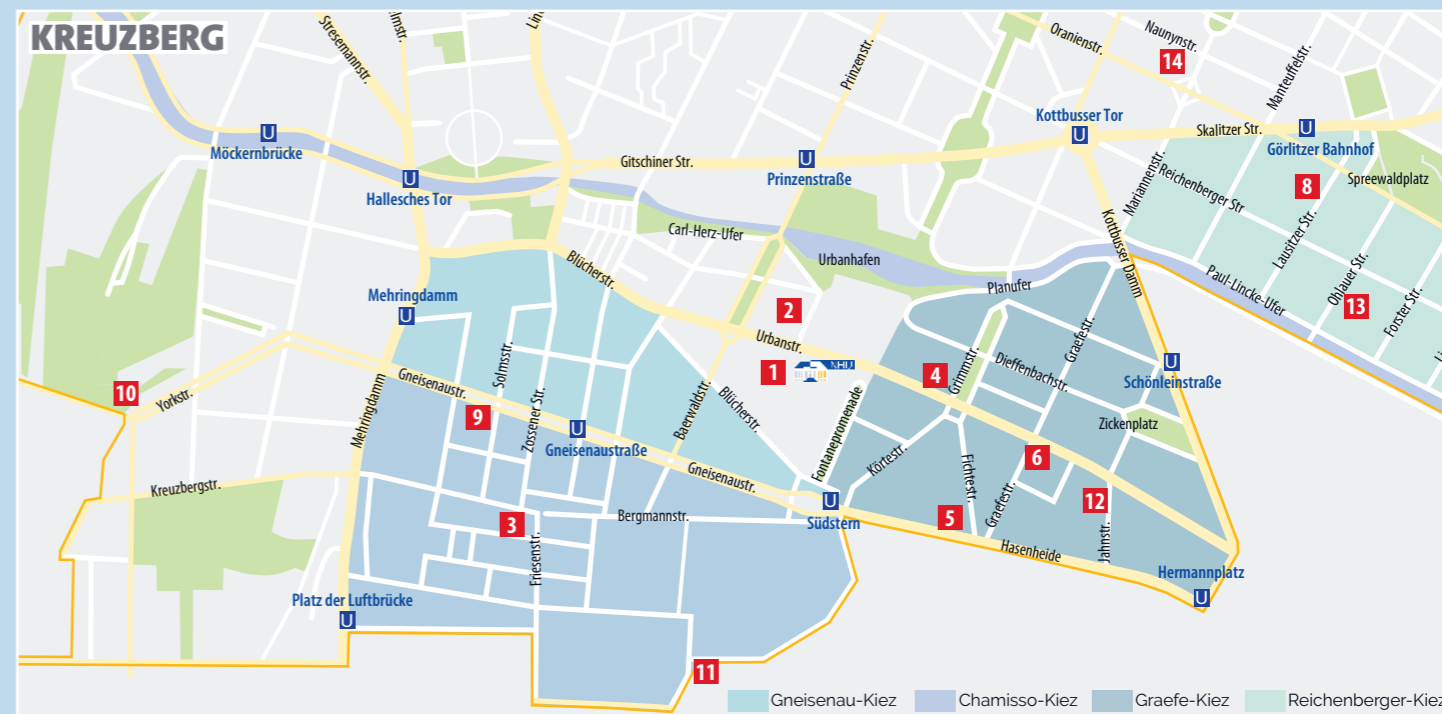 KREUZBERG
Stresemannstr.
Prinzenstr.
Oranienstr.
Naunynstr.
14
Manteuffelstr.
U
Möckernbrücke
U
Hallesches Tor
Gitschiner Str.
U
Prinzenstraße
Kottbusser Tor
U
Skalitzer Str.
U
Görlitzer Bahnhof
Mariannenstr.
Reichenberger Str
8
Spreewaldplatz
Lausitzer Str.
Ohlauer Str.
13
Forster Str.
Paul-Lincke-Ufer
Kottbusser Damm
Carl-Herz-Ufer
Urbanhafen
Planufer
Blücherstr.
Mehringdamm
U
2
Urbanstr.
1
4
Grimmstr.
Graefestr.
Dieffenbachstr.
U
Schönleinstraße
Zickenplatz
10
Yorkstr.
Mehringdamm
Gneisenaustr.
Solmsstr.
9
Zossener Str.
U
Gneisenaustraße
Baerwaldstr.
Blücherstr.
Fontanepromenade
Körtestr.
Fichtestr.
6
Graefestr.
12
Jahnstr.
Gneisenaustr.
U
Südstern
5
Hasenheide
Hermannplatz
U
Kreuzbergstr.
3
Bergmannstr.
Friesenstr.
Platz der Luftbrücke
U
11
Gneisenau-Kiez
Chamisso-Kiez
Graefe-Kiez
Reichenberger-Kiez